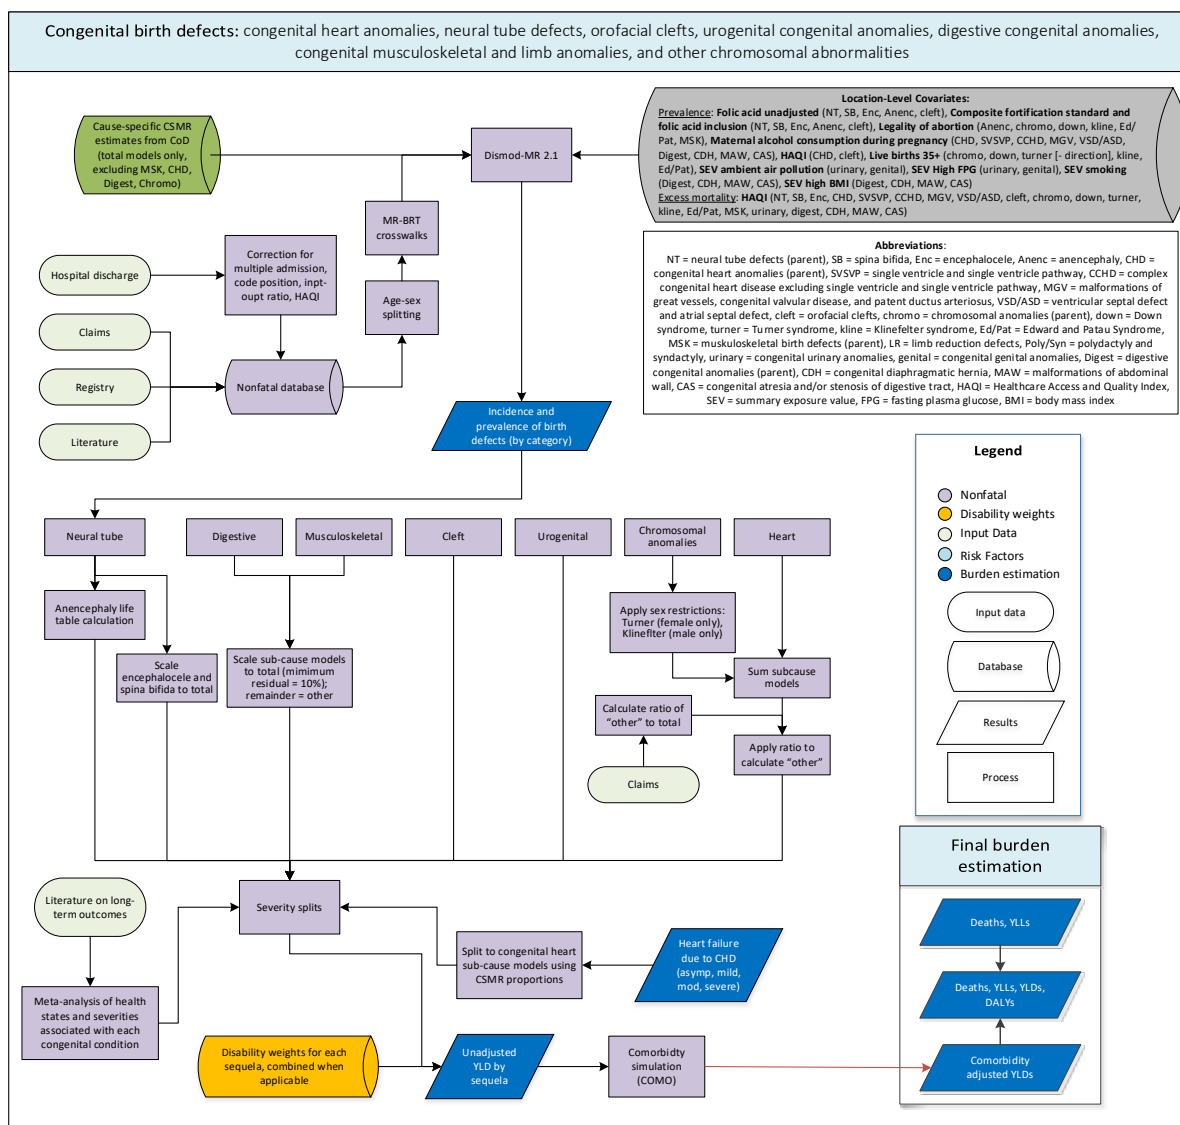 Congenital birth defects: congenital heart anomalies, neural tube defects, orofacial clefts, urogenital congenital anomalies, digestive congenital anomalies,
congenital musculoskeletal and limb anomalies, and other chromosomal abnormalities
Cause-specific CSMR
estimates from CoD
(total models only,
excluding MSK, CHD,
Digest, Chromo)
Dismod-MR 2.1
Location-Level Covariates:
Prevalence: Folic acid unadjusted (NT, SB, Enc, Anenc, cleft), Composite fortification standard and
folic acid inclusion (NT, SB, Enc, Anenc, cleft), Legality of abortion (Anenc, chromo, down, kline, Ed/
Pat, MSK), Maternal alcohol consumption during pregnancy (CHD, SVSVP, CCHD, MGV, VSD/ASD,
Digest, CDH, MAW, CAS), HAQI (CHD, cleft), Live births 35+ (chromo, down, turner [- direction], kline,
Ed/Pat), SEV ambient air pollution (urinary, genital), SEV High FPG (urinary, genital), SEV smoking
(Digest, CDH, MAW, CAS), SEV high BMI (Digest, CDH, MAW, CAS)
Excess mortality: HAQI (NT, SB, Enc, CHD, SVSVP, CCHD, MGV, VSD/ASD, cleft, chromo, down, turner,
kline, Ed/Pat, MSK, urinary, digest, CDH, MAW, CAS)
MR-BRT
crosswalks
Hospital discharge
Correction for
multiple admission,
code position, inpt-
oupt ratio, HAQI
Age-sex
splitting
Claims
Registry
Literature
Nonfatal database
Abbreviations:
NT = neural tube defects (parent), SB = spina bifida, Enc = encephalocele, Anenc = anencephaly, CHD =
congenital heart anomalies (parent), SVSVP = single ventricle and single ventricle pathway, CCHD = complex
congenital heart disease excluding single ventricle and single ventricle pathway, MGV = malformations of
great vessels, congenital valvular disease, and patent ductus arteriosus, VSD/ASD = ventricular septal defect
and atrial septal defect, cleft = orofacial clefts, chromo = chromosomal anomalies (parent), down = Down
syndrome, turner = Turner syndrome, kline = Klinefelter syndrome, Ed/Pat = Edward and Patau Syndrome,
MSK = muskuloskeletal birth defects (parent), LR = limb reduction defects, Poly/Syn = polydactyly and
syndactyly, urinary = congenital urinary anomalies, genital = congenital genital anomalies, Digest = digestive
congenital anomalies (parent), CDH = congenital diaphragmatic hernia, MAW = malformations of abdominal
wall, CAS = congenital atresia and/or stenosis of digestive tract, HAQI = Healthcare Access and Quality Index,
SEV = summary exposure value, FPG = fasting plasma glucose, BMI = body mass index
Incidence and
prevalence of birth
defects (by category)
Legend
Nonfatal
Disability weights
Input Data
Risk Factors
Burden estimation
Input data
Database
Results
Process
Neural tube
Digestive
Musculoskeletal
Cleft
Urogenital
Chromosomal
anomalies
Heart
Anencephaly life
table calculation
Scale
encephalocele and
spina bifida to total
Scale sub-cause models
to total (minimum
residual = 10%);
remainder = other
Apply sex restrictions:
Turner (female only),
Klineflter (male only)
Sum subcause
models
Calculate ratio of
"other" to total
Apply ratio to
calculate "other"
Claims
Literature on long-
term outcomes
Severity splits
Meta-analysis of health
states and severities
associated with each
congenital condition
Split to congenital heart
sub-cause models using
CSMR proportions
Heart failure
due to CHD
(asymp, mild,
mod, severe)
Disability weights for each
sequela, combined when
applicable
Unadjusted
YLD by
sequela
Comorbidty
simulation
(COMO)
Final burden
estimation
Deaths, YLLs
Deaths, YLLs, YLDs,
DALYs
Comorbidity
adjusted YLDs